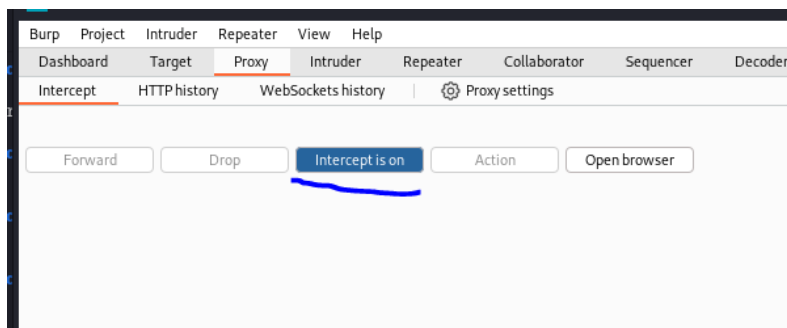 Burp Project Intruder Repeater View Help
Dashboard Target Proxy Intruder Repeater Collaborator Sequencer Decoder
Intercept HTTP history WebSockets history Proxy settings
Forward Drop Intercept is on Action Open browser